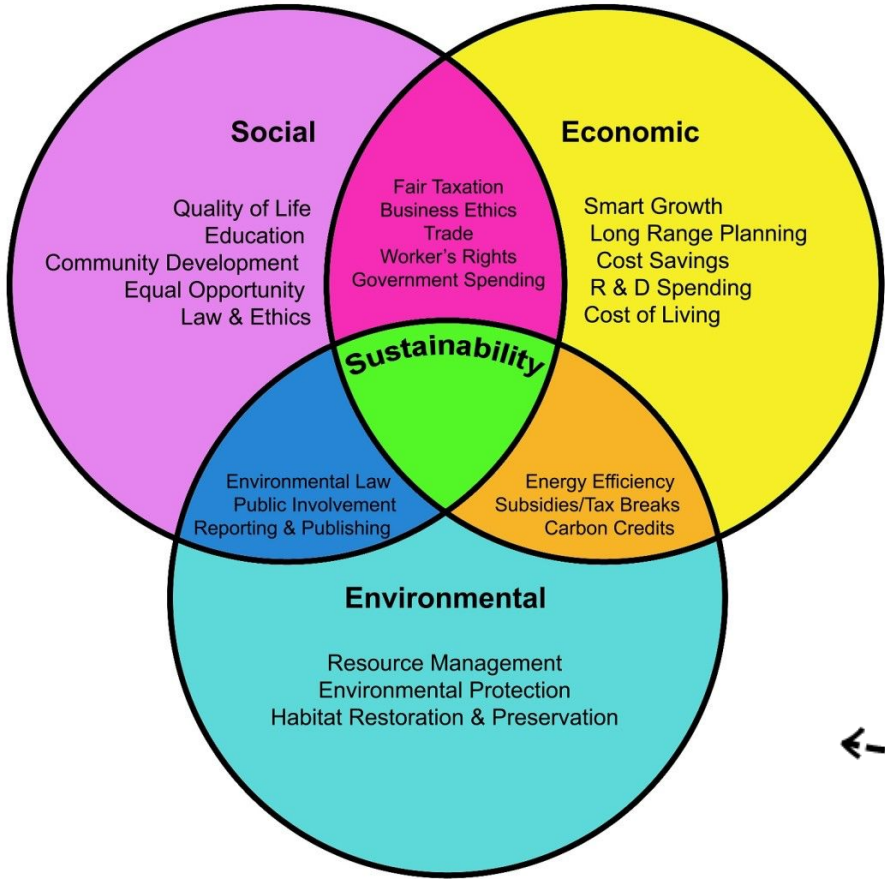 Social
Quality of Life
Education
Community Development
Equal Opportunity
Law & Ethics
Fair Taxation
Business Ethics
Trade
Worker's Rights
Government Spending
Economic
Smart Growth
Long Range Planning
Cost Savings
R & D Spending
Cost of Living
Sustainability
Environmental Law
Public Involvement
Reporting & Publishing
Energy Efficiency
Subsidies/Tax Breaks
Carbon Credits
Environmental
Resource Management
Environmental Protection
Habitat Restoration & Preservation